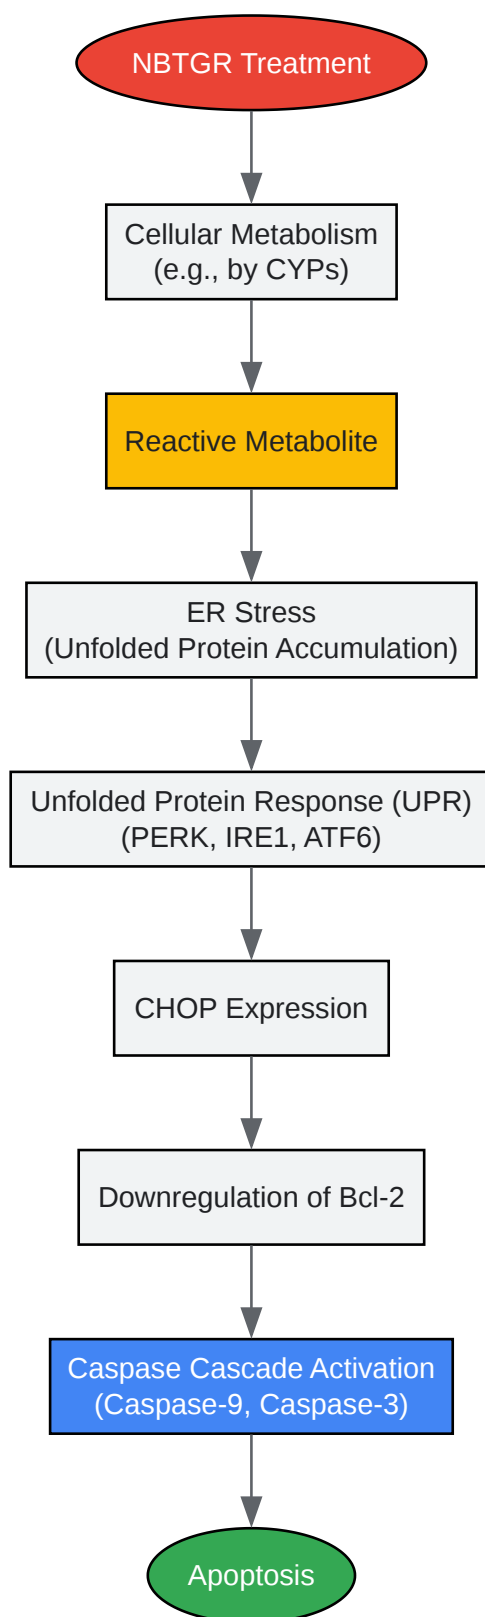 NBTGR Treatment
Cellular Metabolism
(e.g., by CYPs)
Reactive Metabolite
ER Stress
(Unfolded Protein Accumulation)
Unfolded Protein Response (UPR)
(PERK, IRE1, ATF6)
CHOP Expression
Downregulation of Bcl-2
Caspase Cascade Activation
(Caspase-9, Caspase-3)
Apoptosis